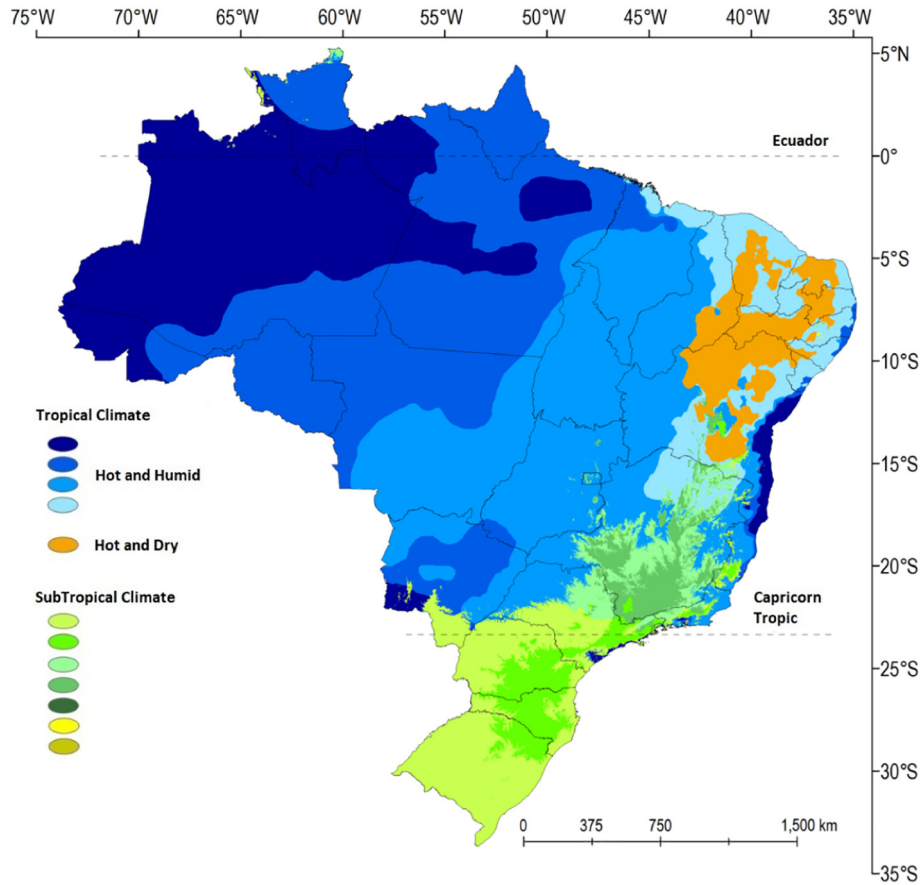 75°W 70°W 65°W 60°W 55°W 50°W 45°W 40°W 35°W
5°N
Ecuador
0°
5°S
10°S
Tropical Climate
Hot and Humid
15°S
Hot and Dry
20°S
SubTropical Climate
Capricorn
Tropic
25°S
30°S
0 375 750 1,500 km
35°S